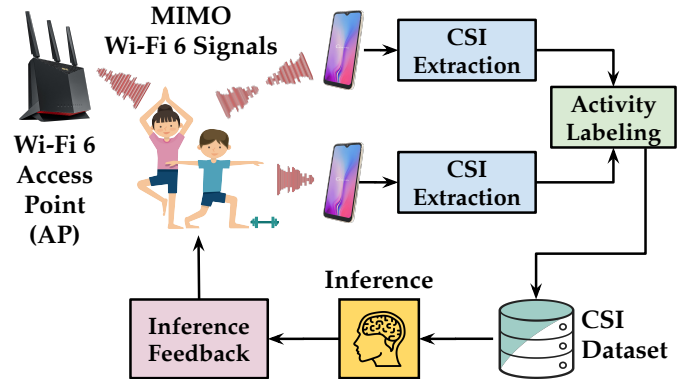 MIMO
Wi-Fi 6 Signals
CSI
Extraction
Activity
Labeling
Wi-Fi 6
Access
Point
(AP)
CSI
Extraction
Inference
Inference
Feedback
CSI
Dataset